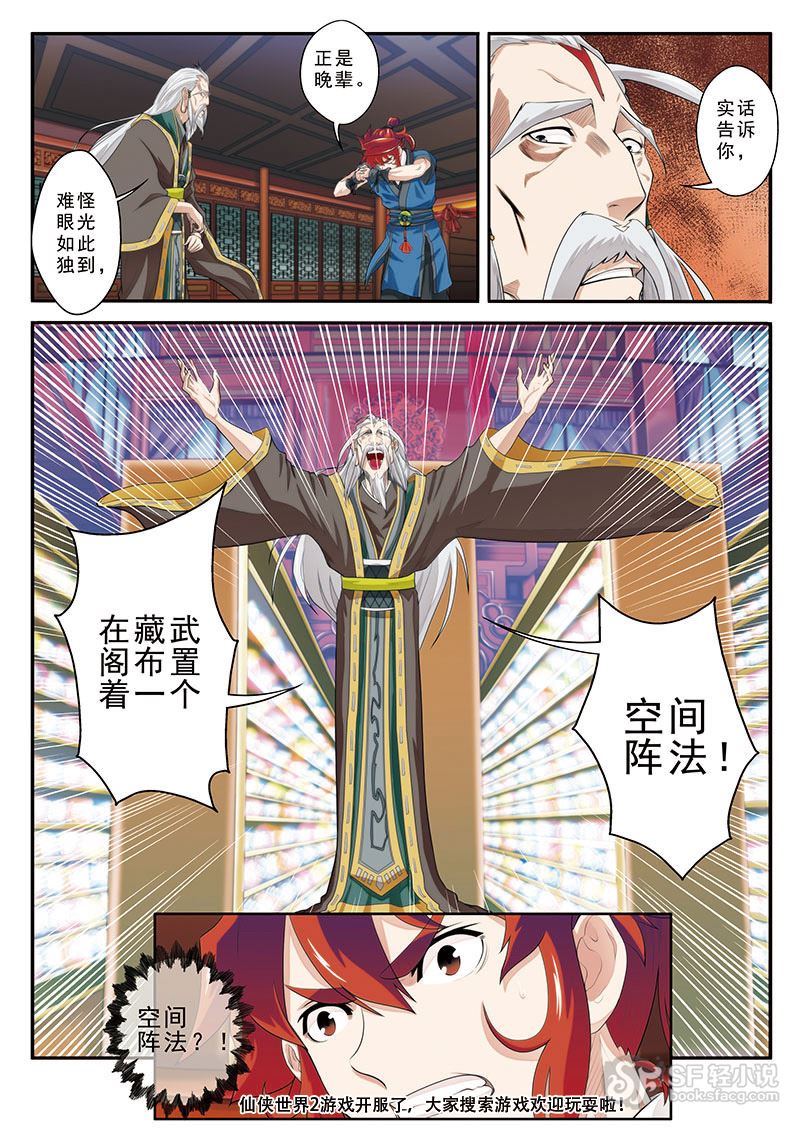 正是
晚辈。
难怪
眼光
如此
独到，
实话
告诉
你，
在藏武
阁布置
着一个
空间
阵法！
空间
阵法？！
仙侠世界2游戏开服了，大家搜索游戏欢迎玩耍啦！
SF轻小说
books.sfacg.com